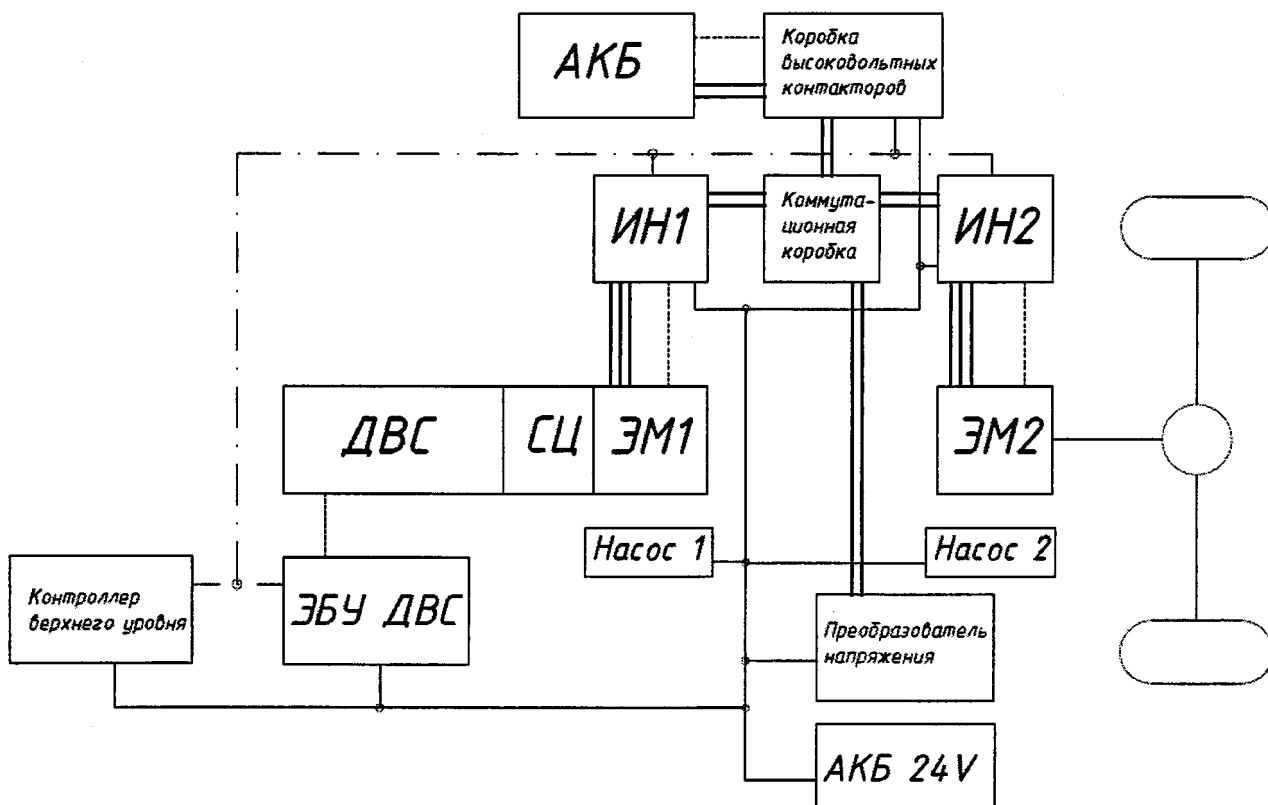 АКБ
Коробка
высоковольтных
контакторов
ИН1
Коммута-
ционная
коробка
ИН2
ДВС
СЦ
ЭМ1
ЭМ2
Насос 1
Насос 2
Контроллер
верхнего уровня
ЭБУ ДВС
Преобразователь
напряжения
АКБ 24V